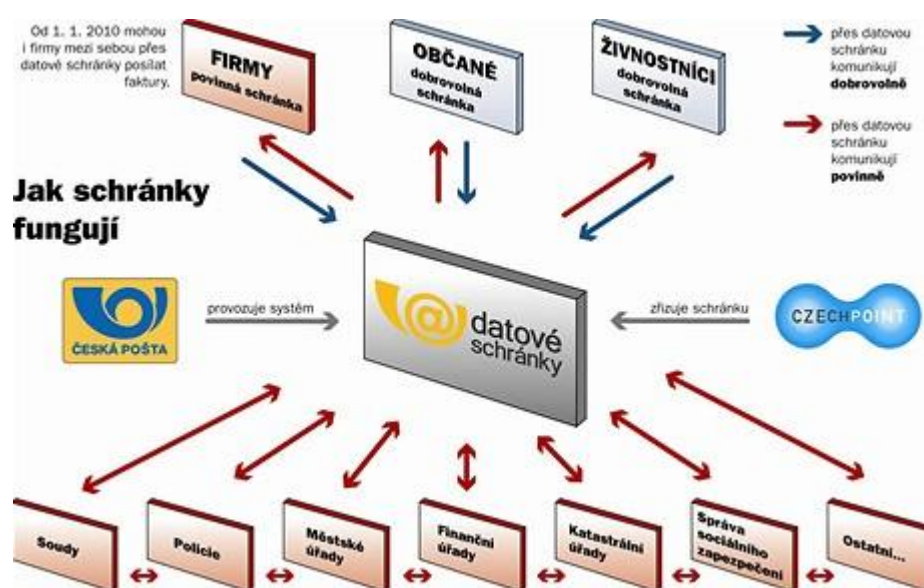 Od 1. 1. 2010 mohou
i firmy mezi sebou přes
datové schránky posílat
faktury.
FIRMY
povinná schránka
OBČANÉ
dobrovolná
schránka
ŽIVNOSTNÍCI
dobrovolná
schránka
přes datovou
schránku
komunikují
dobrovolně
přes datovou
schránku
komunikují
povinně
Jak schránky
fungují
ČESKÁ POŠTA
provozuje systém
@
datové
schránky
zřizuje schránku
CZECHPOINT
Soudy
Policie
Městské
úřady
Finanční
úřady
Katastrální
úřady
Správa
sociálního
zapezpečení
Ostatní...